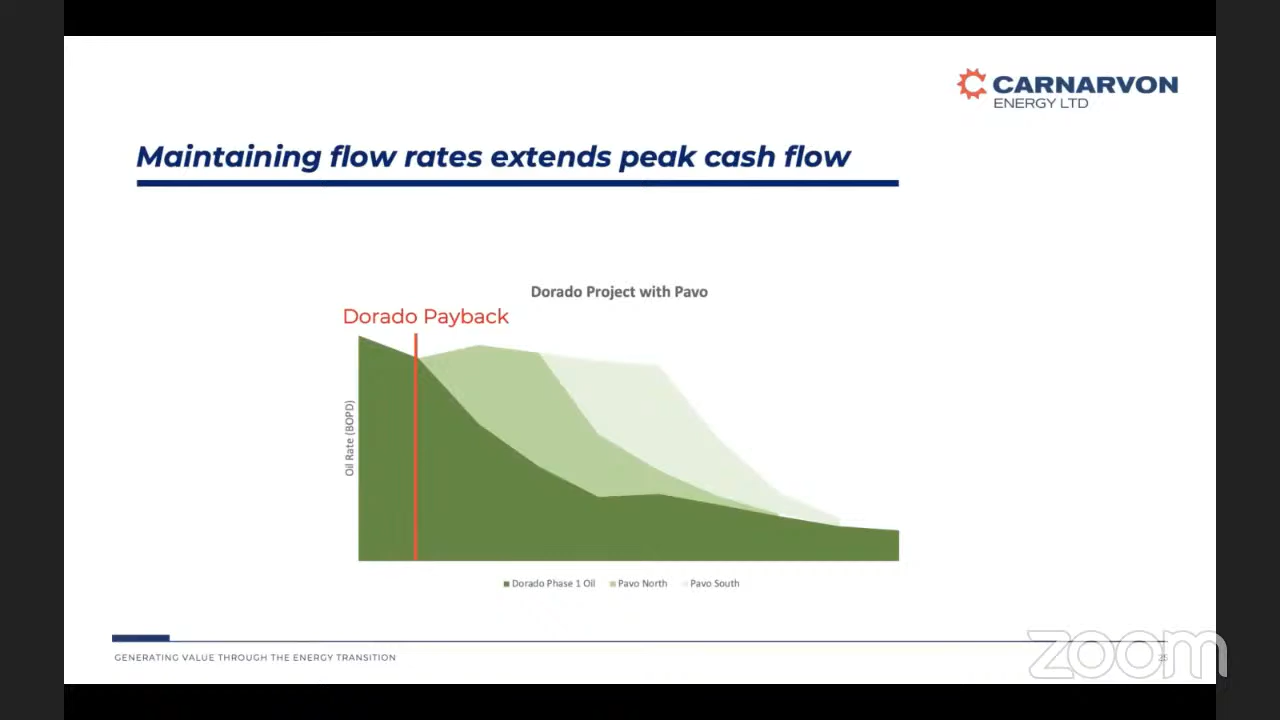 CARNARVON
ENERGY LTD
Maintaining flow rates extends peak cash flow
Dorado Project with Pavo
Dorado Payback
Oil Rate (BOPD)
Dorado Phase 1 Oil Pavo North Pavo South
GENERATING VALUE THROUGH THE ENERGY TRANSITION
zoom